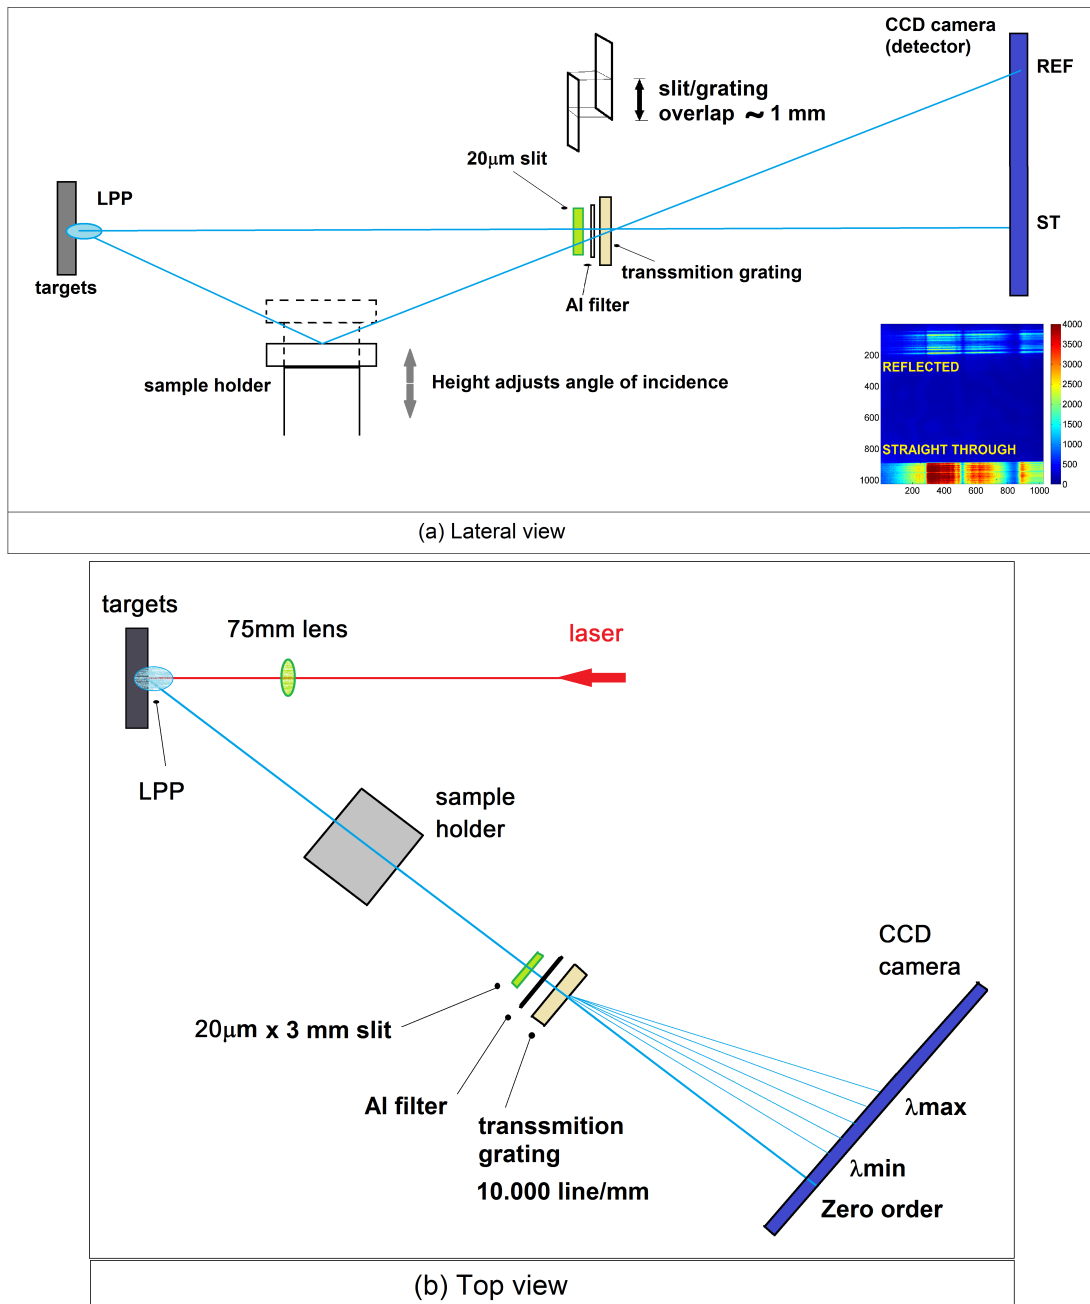 CCD camera
(detector)
REF
slit/grating
overlap ~ 1 mm
20μm slit
LPP
ST
targets
transsmition grating
Al filter
sample holder
Height adjusts angle of incidence
REFLECTED
STRAIGHT THROUGH
200
400
600
800
1000
200 400 600 800 1000
4000
3500
3000
2500
2000
1500
1000
500
0
(a) Lateral view
targets
75mm lens
laser
LPP
sample
holder
CCD
camera
20μm x 3 mm slit
Al filter
transsmition
grating
10.000 line/mm
λmax
λmin
Zero order
(b) Top view